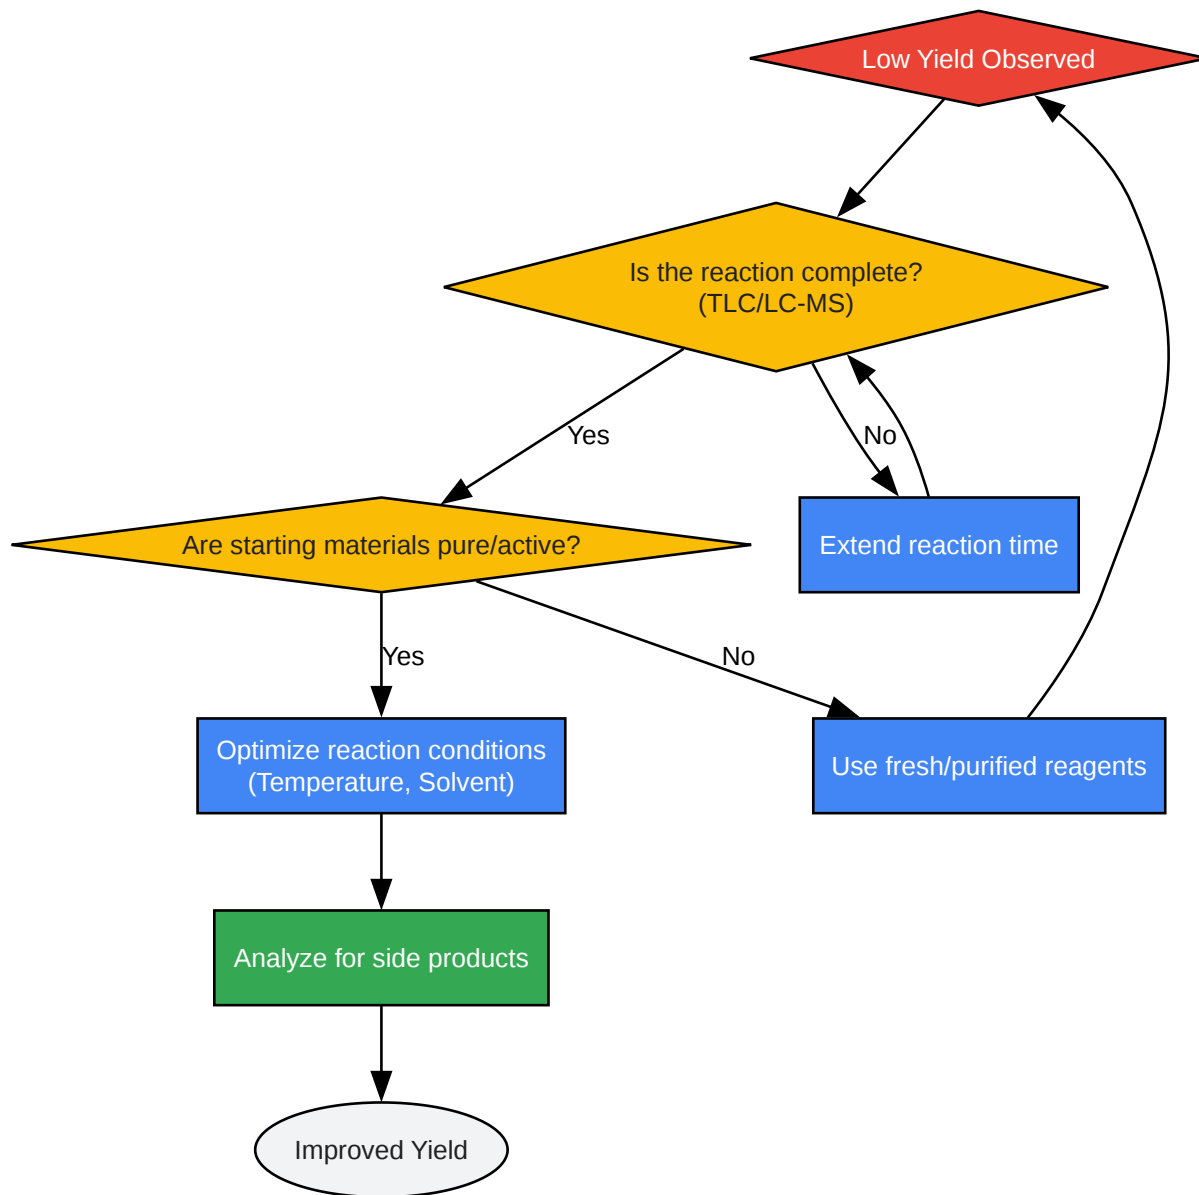 Low Yield Observed
Is the reaction complete?
(TLC/LC-MS)
Yes
No
Are starting materials pure/active?
Extend reaction time
Yes
No
Optimize reaction conditions
(Temperature, Solvent)
Use fresh/purified reagents
Analyze for side products
Improved Yield